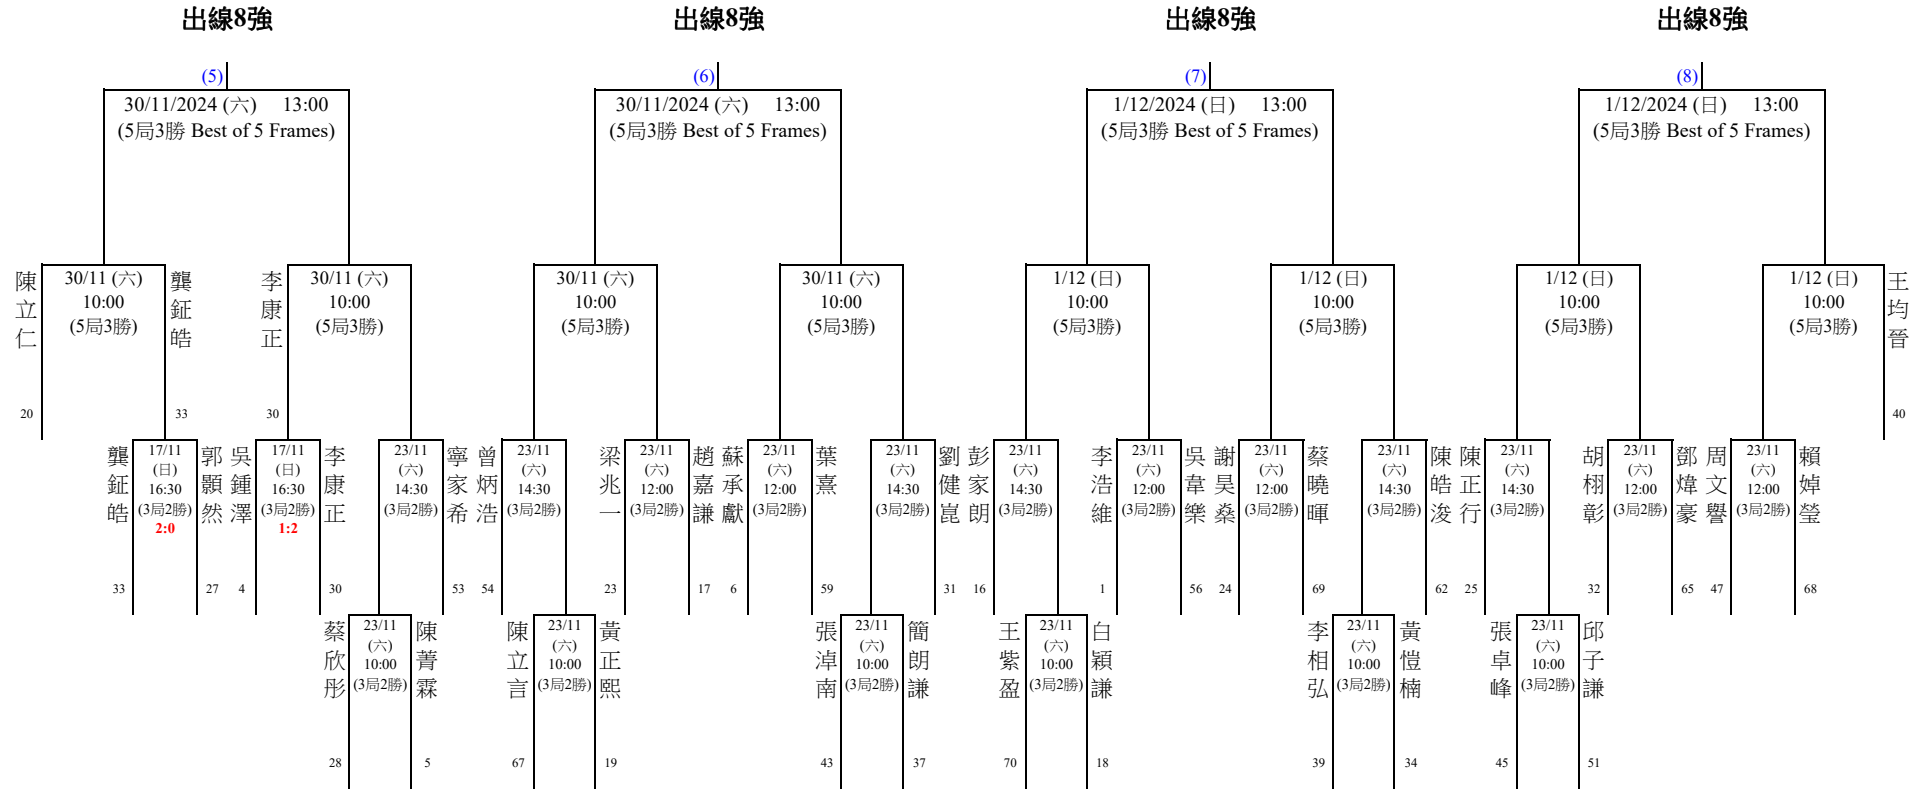 出線8強 出線8強 出線8強 出線8強
(5) (6) (7) (8)
30/11/2024 (六) 13:00 30/11/2024 (六) 13:00 1/12/2024 (日) 13:00 1/12/2024 (日) 13:00
(5局3勝 Best of 5 Frames) (5局3勝 Best of 5 Frames) (5局3勝 Best of 5 Frames) (5局3勝 Best of 5 Frames)
陳立仁
20
30/11 (六)
10:00
(5局3勝)
龔鉦皓
33
李康正
30
30/11 (六)
10:00
(5局3勝)
30/11 (六)
10:00
(5局3勝)
30/11 (六)
10:00
(5局3勝)
1/12 (日)
10:00
(5局3勝)
1/12 (日)
10:00
(5局3勝)
1/12 (日)
10:00
(5局3勝)
1/12 (日)
10:00
(5局3勝)
王均晉
40
龔鉦皓
33
17/11
(日)
16:30
(3局2勝)
2:0
郭顥然
27
吳鍾澤
4
17/11
(日)
16:30
(3局2勝)
1:2
李康正
30
23/11
(六)
14:30
(3局2勝)
寧家希
53
曾炳浩
54
23/11
(六)
14:30
(3局2勝)
梁兆一
23
23/11
(六)
12:00
(3局2勝)
趙嘉謙
17
蘇承獻
6
23/11
(六)
12:00
(3局2勝)
葉熹
59
23/11
(六)
14:30
(3局2勝)
劉健崑
31
彭家朗
16
23/11
(六)
14:30
(3局2勝)
李浩維
1
23/11
(六)
12:00
(3局2勝)
吳韋樂
56
謝昊燊
24
23/11
(六)
12:00
(3局2勝)
蔡曉暉
69
23/11
(六)
14:30
(3局2勝)
陳皓浚
62
陳正行
25
23/11
(六)
14:30
(3局2勝)
胡栩彰
32
23/11
(六)
12:00
(3局2勝)
鄧煒豪
65
周文譽
47
23/11
(六)
12:00
(3局2勝)
賴婥瑩
68
蔡欣彤
28
23/11
(六)
10:00
(3局2勝)
陳菁霖
5
陳立言
67
23/11
(六)
10:00
(3局2勝)
黃正熙
19
張淖南
43
23/11
(六)
10:00
(3局2勝)
簡朗謙
37
王紫盈
70
23/11
(六)
10:00
(3局2勝)
白穎謙
18
李相弘
39
23/11
(六)
10:00
(3局2勝)
黃愷楠
34
張卓峰
45
23/11
(六)
10:00
(3局2勝)
邱子謙
51